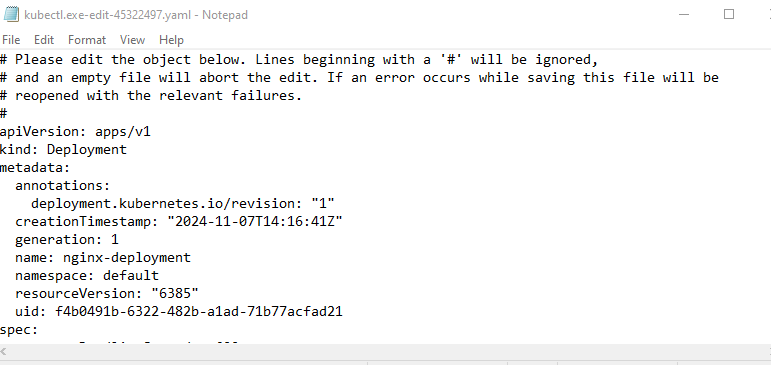 kubectl.exe-edit-45322497.yaml - Notepad
File Edit Format View Help
# Please edit the object below. Lines beginning with a '#' will be ignored,
# and an empty file will abort the edit. If an error occurs while saving this file will be
# reopened with the relevant failures.
#
apiVersion: apps/v1
kind: Deployment
metadata:
  annotations:
    deployment.kubernetes.io/revision: "1"
  creationTimestamp: "2024-11-07T14:16:41Z"
  generation: 1
  name: nginx-deployment
  namespace: default
  resourceVersion: "6385"
  uid: f4b0491b-6322-482b-a1ad-71b77acfad21
spec: